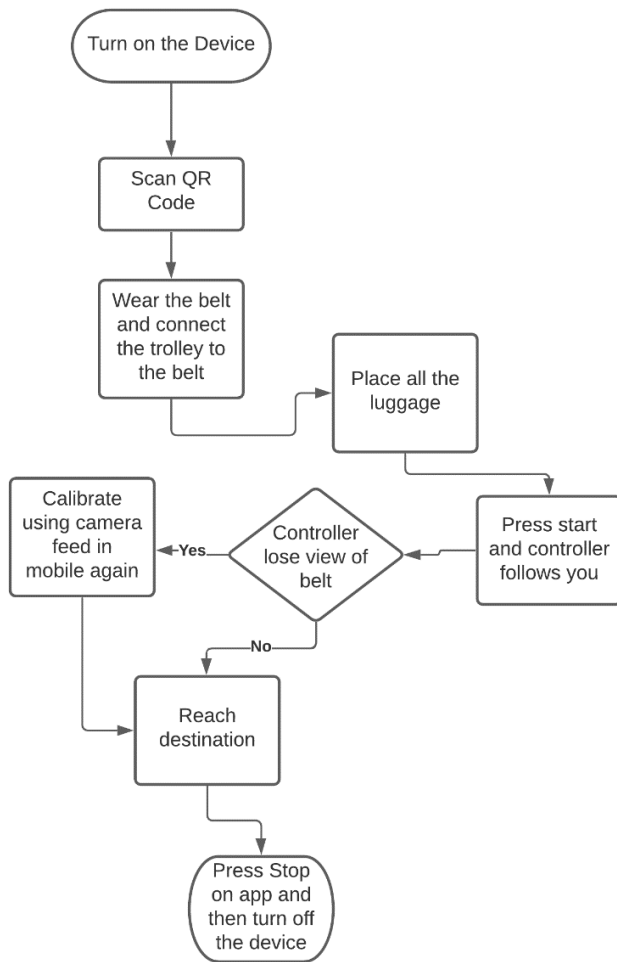 Turn on the Device
Scan QR
Code
Wear the belt
and connect
the trolley to
the belt
Place all the
luggage
Press start
and controller
follows you
Controller
lose view of
belt
Yes
Calibrate
using camera
feed in
mobile again
No
Reach
destination
Press Stop
on app and
then turn off
the device